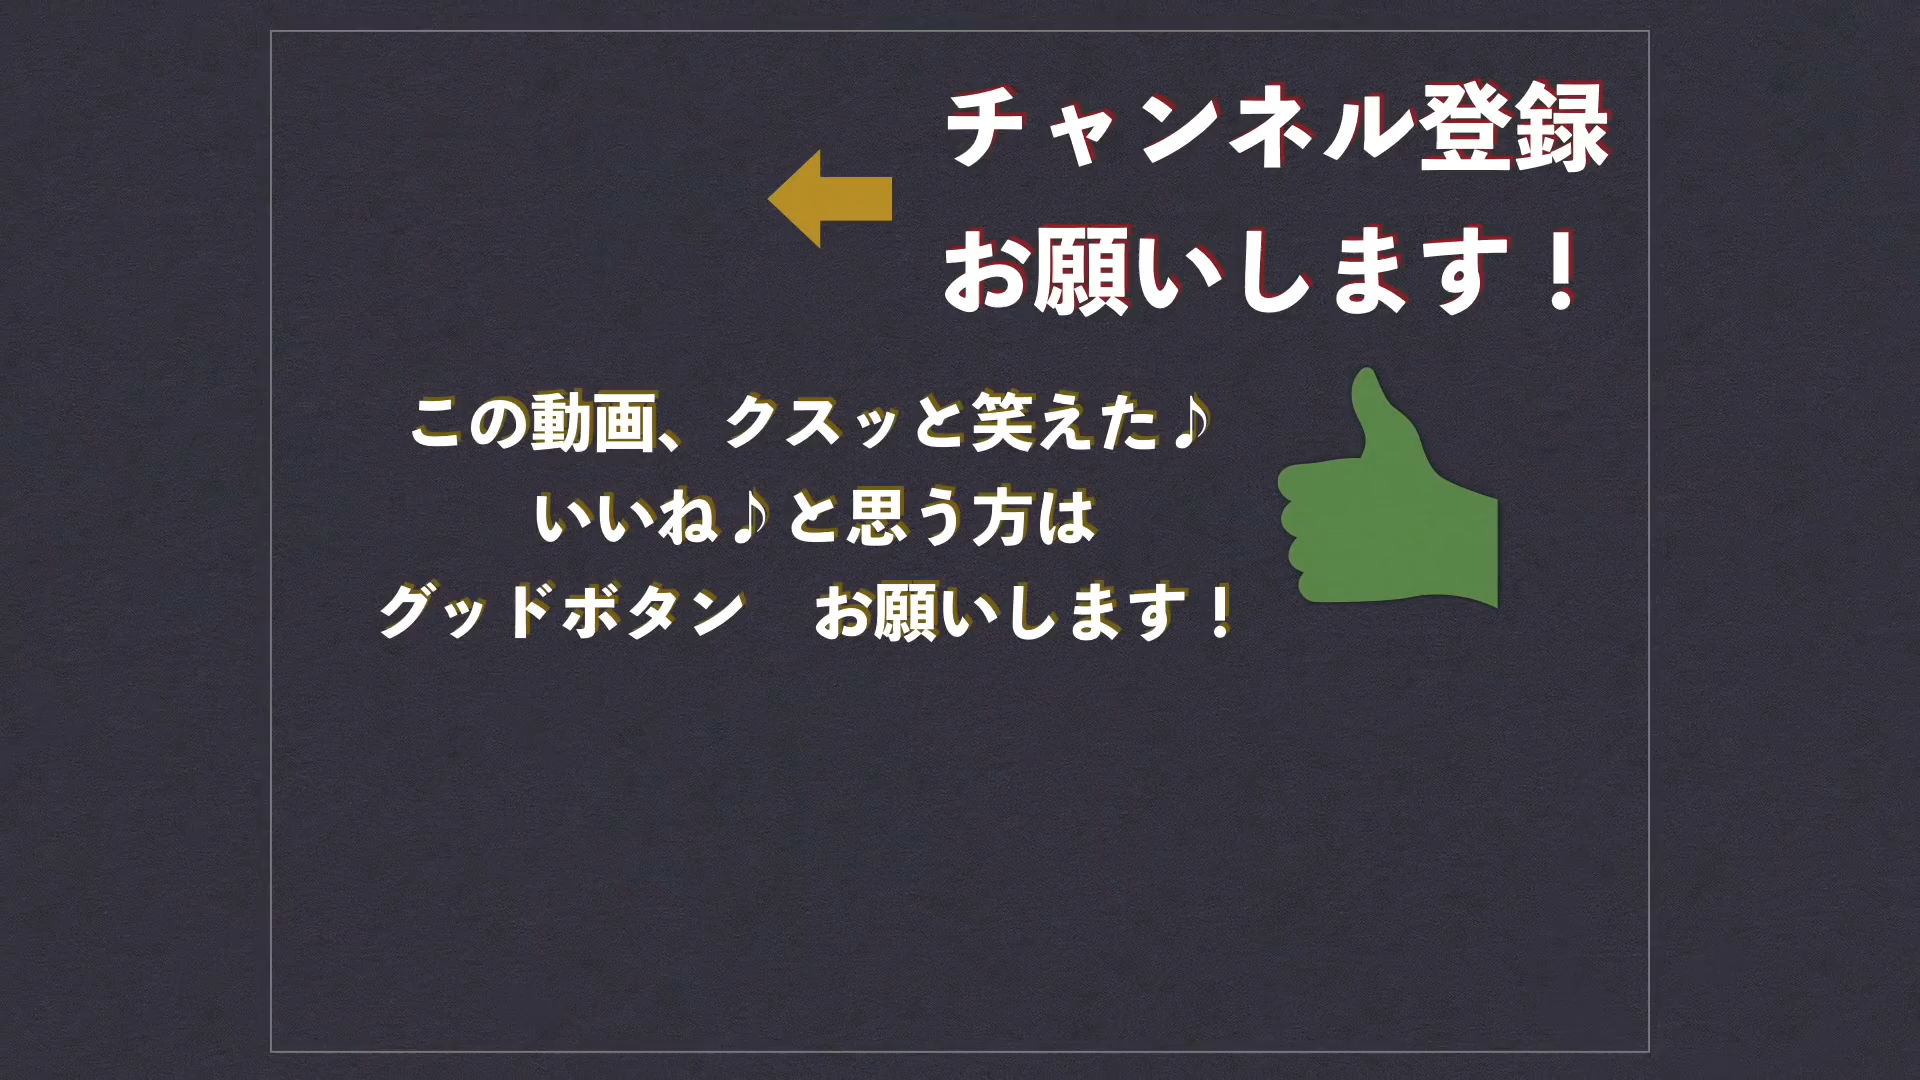 チャンネル登録
お願いします！
この動画、クスッと笑えた♪
いいね♪と思う方は
グッドボタン　お願いします！